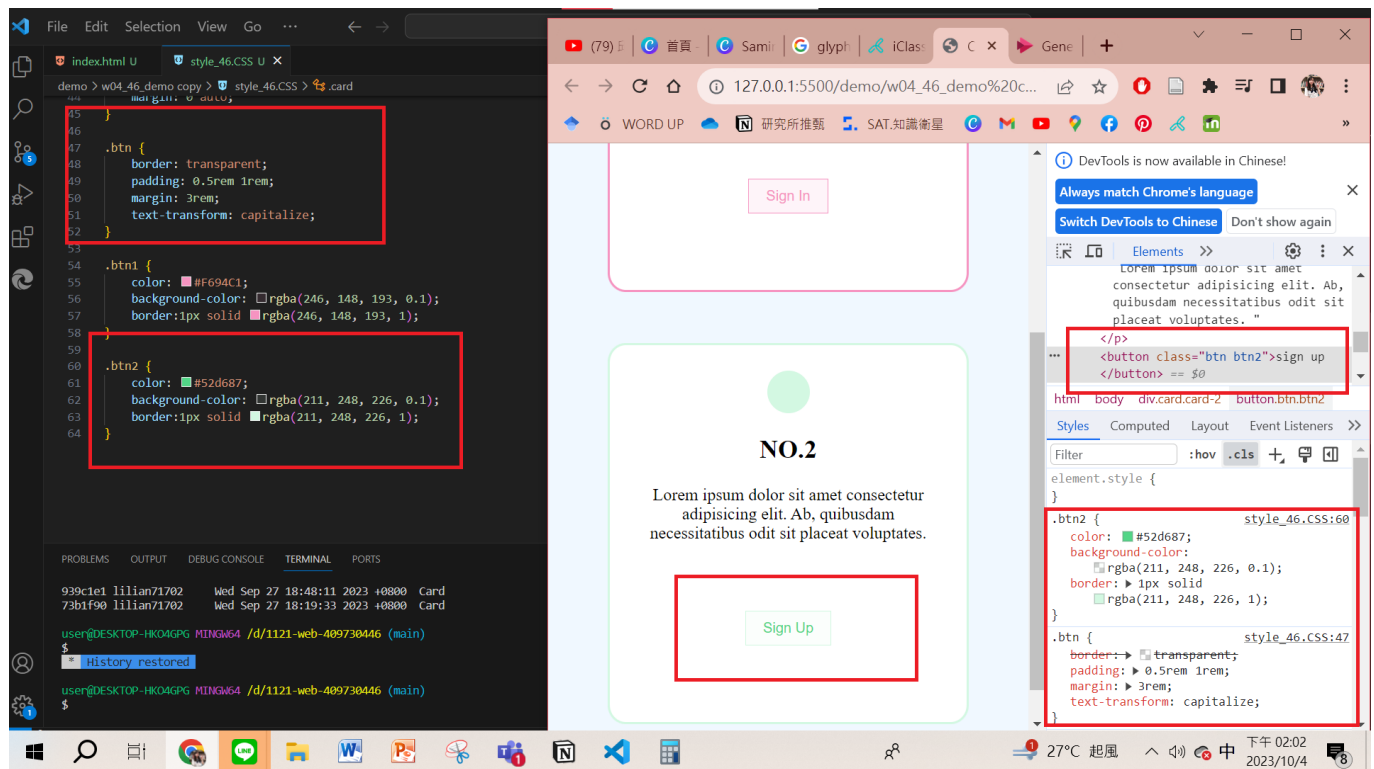 File Edit Selection View Go ···
index.html U
style_46.CSS U
demo > w04_46_demo copy > style_46.CSS > .card
44 margin: 0 auto;
45 }
46
47 .btn {
48 border: transparent;
49 padding: 0.5rem 1rem;
50 margin: 3rem;
51 text-transform: capitalize;
52 }
53
54 .btn1 {
55 color: #F694C1;
56 background-color: rgba(246, 148, 193, 0.1);
57 border:1px solid rgba(246, 148, 193, 1);
58 }
59
60 .btn2 {
61 color: #52d687;
62 background-color: rgba(211, 248, 226, 0.1);
63 border:1px solid rgba(211, 248, 226, 1);
64 }
PROBLEMS OUTPUT DEBUG CONSOLE TERMINAL PORTS
939c1e1 lilian71702 Wed Sep 27 18:48:11 2023 +0800 Card
73b1f90 lilian71702 Wed Sep 27 18:19:33 2023 +0800 Card
user@DESKTOP-HKO4GPG MINGW64 /d/1121-web-409730446 (main)
$
* History restored
user@DESKTOP-HKO4GPG MINGW64 /d/1121-web-409730446 (main)
$
5
1
(79) 首頁 - Samir glyph iClass C Gene
127.0.0.1:5500/demo/w04_46_demo%20c...
WORD UP 研究所推甄 SAT.知識衛星 »
Sign In
NO.2
Lorem ipsum dolor sit amet consectetur
adipisicing elit. Ab, quibusdam
necessitatibus odit sit placeat voluptates.
Sign Up
DevTools is now available in Chinese!
Always match Chrome's language
Switch DevTools to Chinese Don't show again
Elements »
Lorem ipsum dolor sit amet
consectetur adipisicing elit. Ab,
quibusdam necessitatibus odit sit
placeat voluptates. "
</p>
<button class="btn btn2">sign up
</button> == $0
html body div.card.card-2 button.btn.btn2
Styles Computed Layout Event Listeners »
Filter :hov .cls
element.style {
}
.btn2 { style_46.CSS:60
color: #52d687;
background-color:
rgba(211, 248, 226, 0.1);
border: 1px solid
rgba(211, 248, 226, 1);
}
.btn { style_46.CSS:47
border: transparent;
padding: 0.5rem 1rem;
margin: 3rem;
text-transform: capitalize;
}
27°C 起風 中 下午 02:02
2023/10/4
8